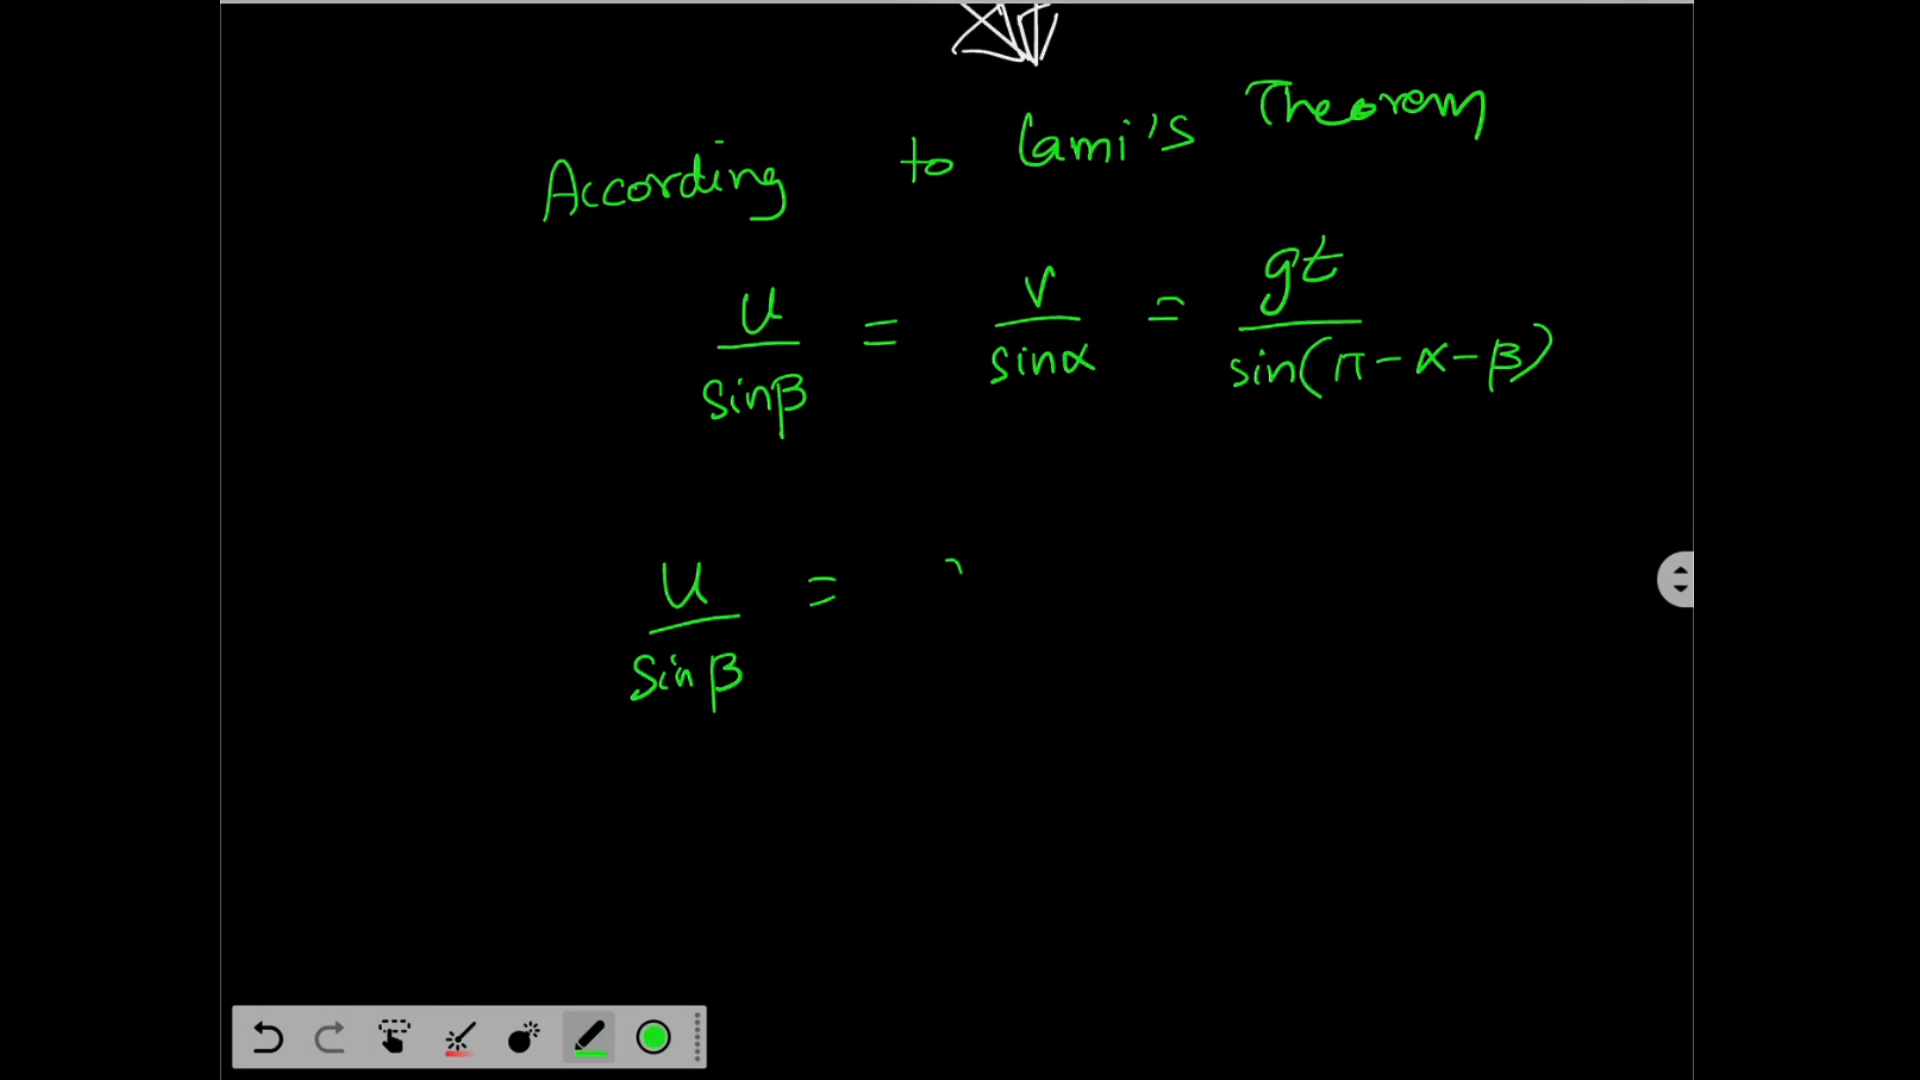 According to Lami's Theorem
u/sinβ = v/sinα = gt/sin(π-α-β)
u/sinβ =